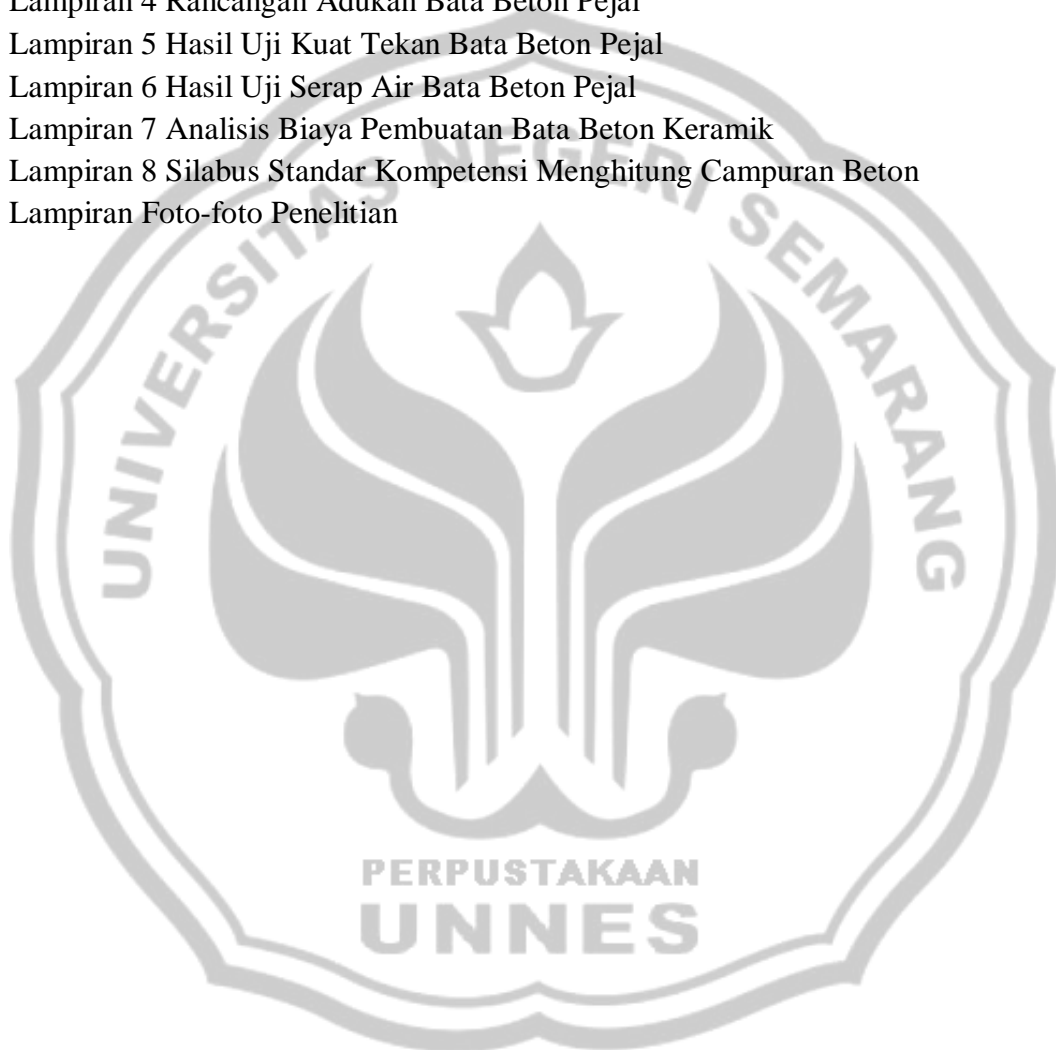 Lampiran 4 Rancangan Adukan Bata Beton Pejal
Lampiran 5 Hasil Uji Kuat Tekan Bata Beton Pejal
Lampiran 6 Hasil Uji Serap Air Bata Beton Pejal
Lampiran 7 Analisis Biaya Pembuatan Bata Beton Keramik
Lampiran 8 Silabus Standar Kompetensi Menghitung Campuran Beton
Lampiran Foto-foto Penelitian
UNIVERSITAS NEGERI SEMARANG
PERPUSTAKAAN
UNNES